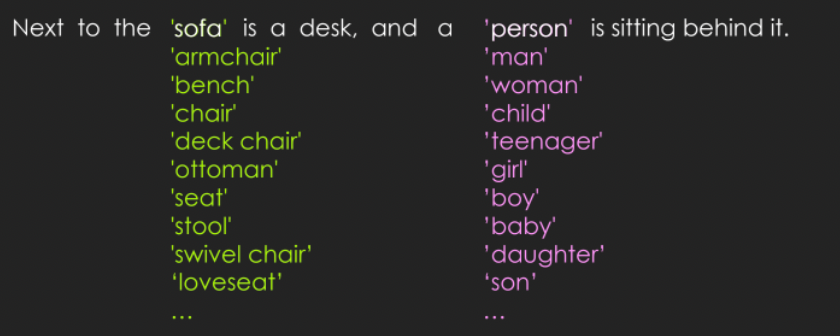 Next to the 'sofa' is a desk, and a 'person' is sitting behind it.
'armchair' 'man'
'bench' 'woman'
'chair' 'child'
'deck chair' 'teenager'
'ottoman' 'girl'
'seat' 'boy'
'stool' 'baby'
'swivel chair’ ’daughter’
‘loveseat’ ‘son’
... ...